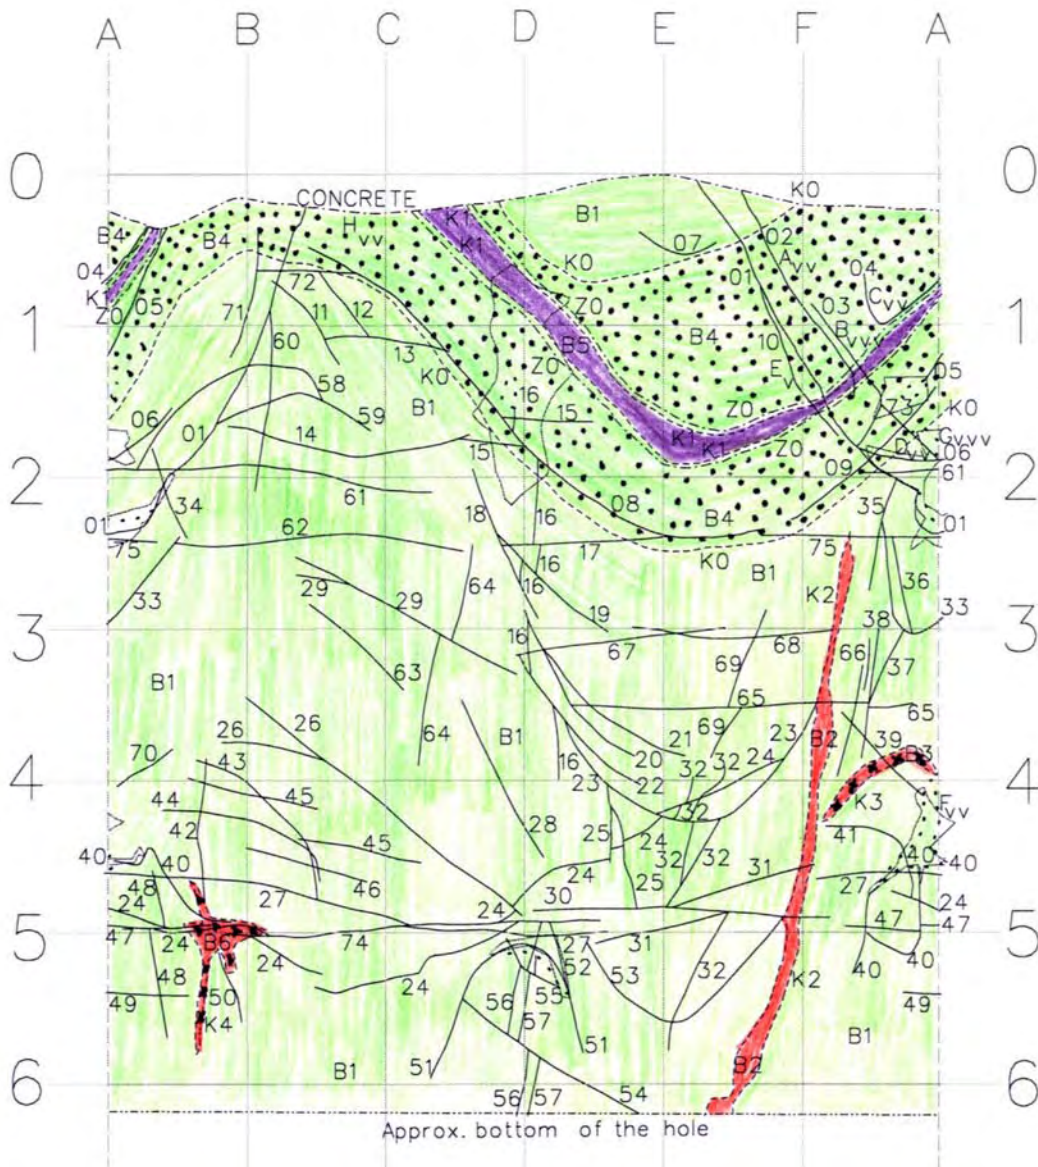 A B C D E F A
0 0
CONCRETE K0
B4 B4 Hvv K1 K1 B1 07 02 Avv
04 K0 01 04
K1 Z0 05 72 Z0 03 Cvv
1 71 11 12 B4 Bvvv 1
60 13 B5 10
K0 Z0 Ev 05
58 16 Z0 73 K0
06 59 B1 15
01 14 K1 K1 Z0 Gvvv
15 Dvv 06
2 09 61 2
34 61 08 35
01 62 18 16 B4 01
75 17 K0 75
29 16 B1 36
33 29 64 16 K2 33
19 38
3 16 68 3
63 67 69 66 37
B1 65 65
26 26 69 23
64 B1 21 B2 39
70 43 16 20 32 32 24 B3
4 23 22 4
44 45 32 K3 Fvv
42 28 25 24 41
40 40 45 32 32 40 40
48 46 24 25 31 27
24 27 24 30 24
47 47 47
5 24 B6 74 27 31 5
24 52 53 32 40 40
48 24 55 K2
49 50 56 49
K4 57 B1
B1 51 51 B2
6 56 57 54 6
Approx. bottom of the hole